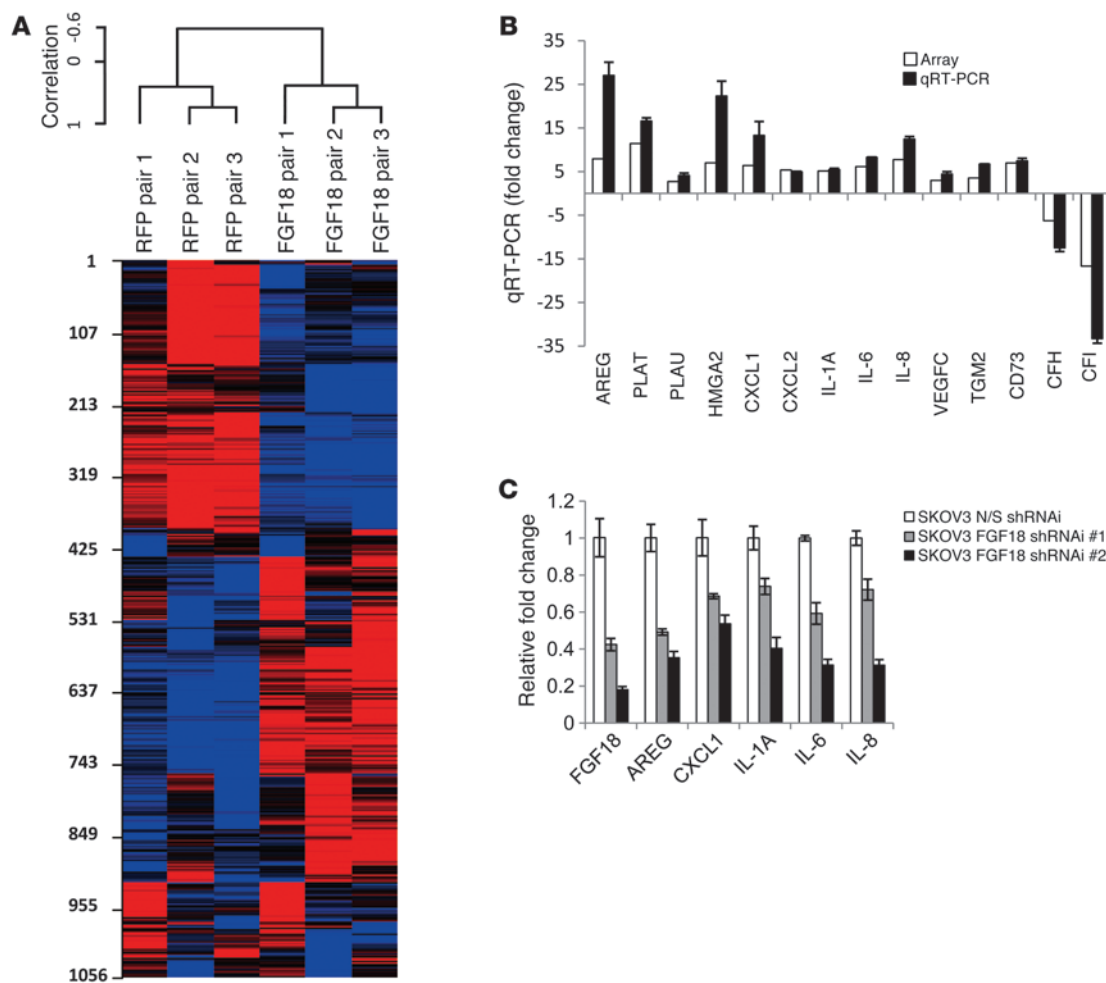 A
Correlation
-0.6
0
1
RFP pair 1
RFP pair 2
RFP pair 3
FGF18 pair 1
FGF18 pair 2
FGF18 pair 3
1
107
213
319
425
531
637
743
849
955
1056
B
qRT-PCR (fold change)
35
25
15
5
-5
-15
-25
-35
Array
qRT-PCR
AREG
PLAT
PLAU
HMGA2
CXCL1
CXCL2
IL-1A
IL-6
IL-8
VEGFC
TGM2
CD73
CFH
CFI
C
Relative fold change
1.2
1
0.8
0.6
0.4
0.2
0
SKOV3 N/S shRNAi
SKOV3 FGF18 shRNAi #1
SKOV3 FGF18 shRNAi #2
FGF18
AREG
CXCL1
IL-1A
IL-6
IL-8